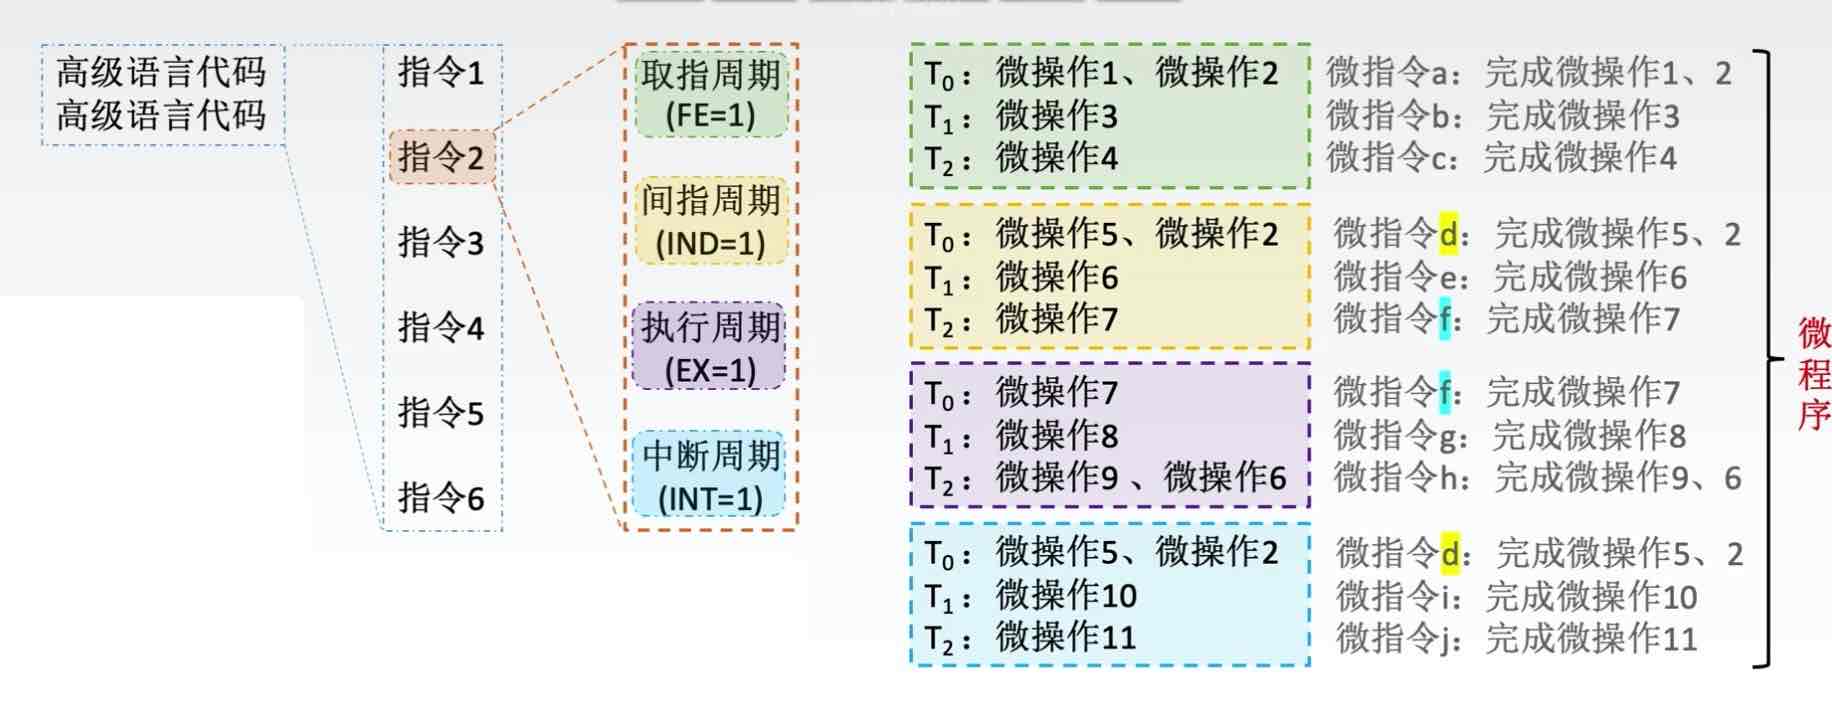 高级语言代码
高级语言代码
指令1
指令2
指令3
指令4
指令5
指令6
取指周期
(FE=1)
间指周期
(IND=1)
执行周期
(EX=1)
中断周期
(INT=1)
T₀：微操作1、微操作2
T₁：微操作3
T₂：微操作4
T₀：微操作5、微操作2
T₁：微操作6
T₂：微操作7
T₀：微操作7
T₁：微操作8
T₂：微操作9 、微操作6
T₀：微操作5、微操作2
T₁：微操作10
T₂：微操作11
微指令a：完成微操作1、2
微指令b：完成微操作3
微指令c：完成微操作4
微指令d：完成微操作5、2
微指令e：完成微操作6
微指令f：完成微操作7
微指令f：完成微操作7
微指令g：完成微操作8
微指令h：完成微操作9、6
微指令d：完成微操作5、2
微指令i：完成微操作10
微指令j：完成微操作11
微程序